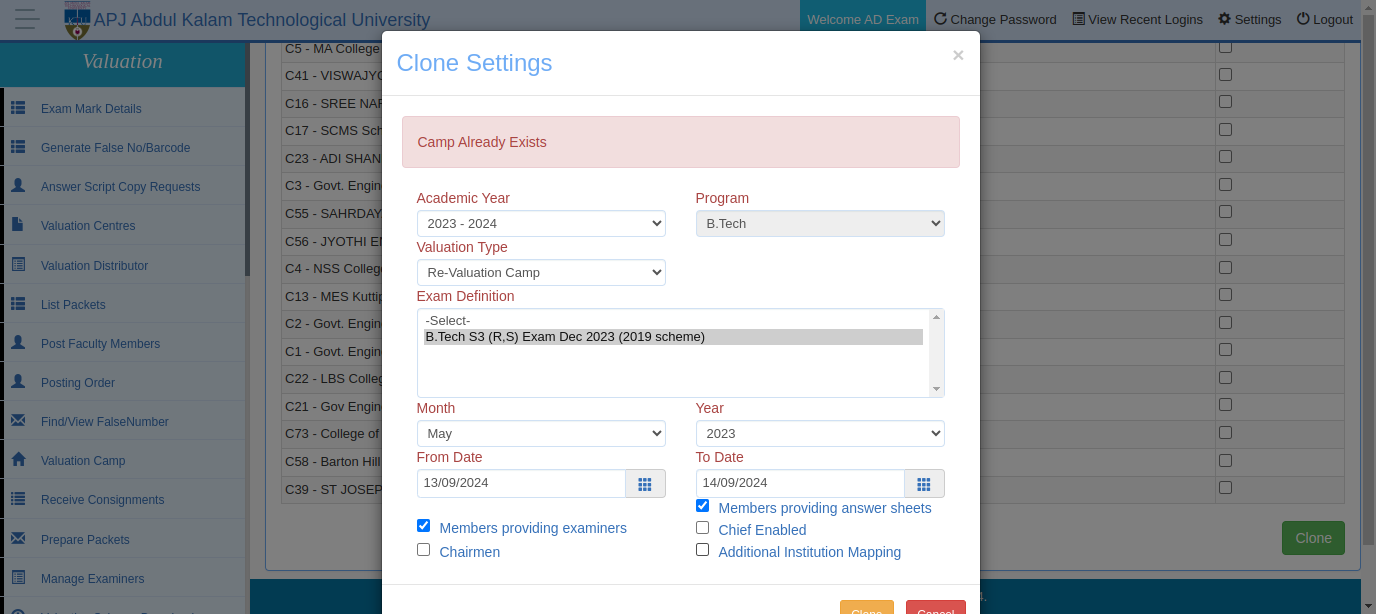 APJ Abdul Kalam Technological University
Welcome AD Exam
Change Password
View Recent Logins
Settings
Logout
Valuation
Exam Mark Details
Generate False No/Barcode
Answer Script Copy Requests
Valuation Centres
Valuation Distributor
List Packets
Post Faculty Members
Posting Order
Find/View FalseNumber
Valuation Camp
Receive Consignments
Prepare Packets
Manage Examiners
C5 - MA College
C41 - VISWAJYO
C16 - SREE NAR
C17 - SCMS Sch
C23 - ADI SHAN
C3 - Govt. Engin
C55 - SAHRDAY
C56 - JYOTHI EN
C4 - NSS College
C13 - MES Kuttip
C2 - Govt. Engin
C1 - Govt. Engin
C22 - LBS Colleg
C21 - Gov Engin
C73 - College of
C58 - Barton Hill
C39 - ST JOSEP
Clone
Clone Settings
×
Camp Already Exists
Academic Year
Program
2023 - 2024
B.Tech
Valuation Type
Re-Valuation Camp
Exam Definition
-Select-
B.Tech S3 (R,S) Exam Dec 2023 (2019 scheme)
Month
Year
May
2023
From Date
To Date
13/09/2024
14/09/2024
Members providing answer sheets
Members providing examiners
Chief Enabled
Chairmen
Additional Institution Mapping
Clone
Cancel